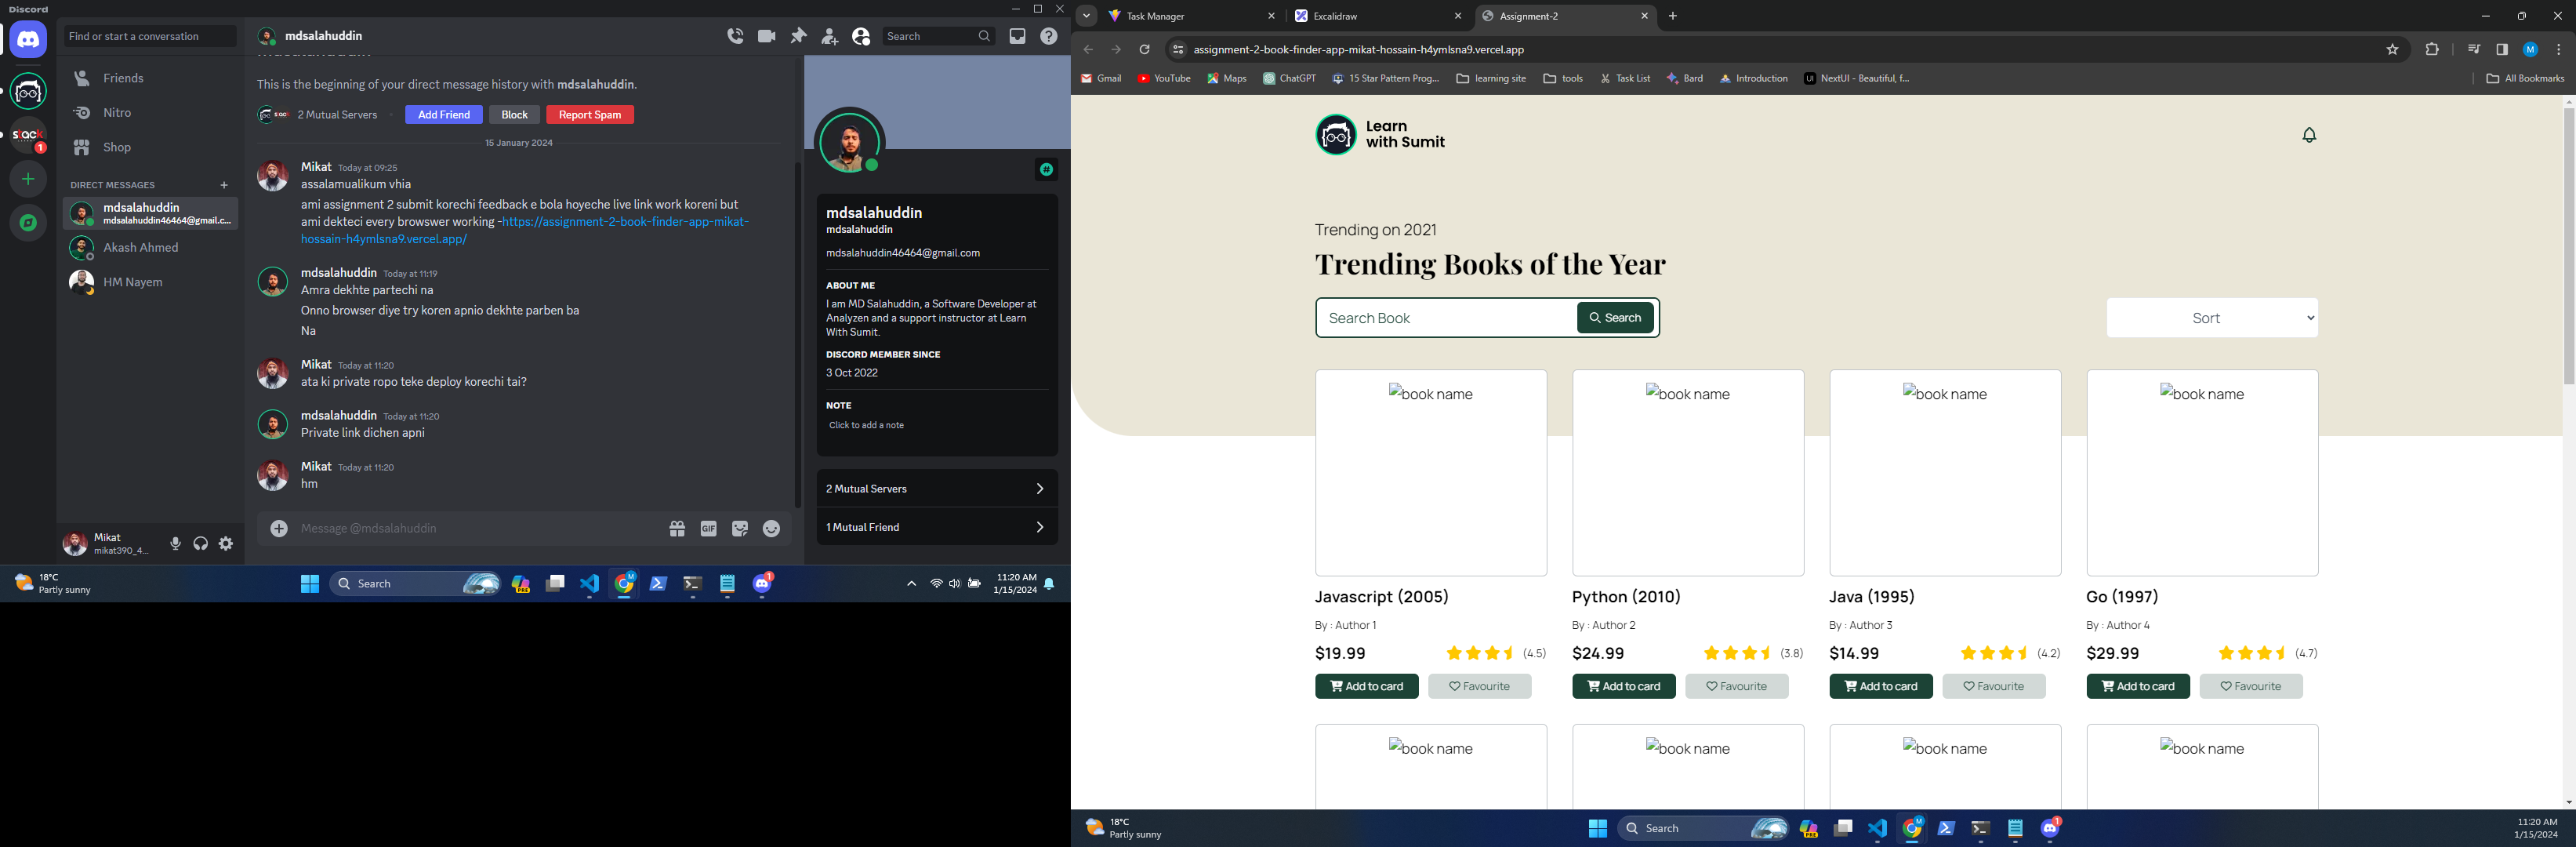 Discord
Find or start a conversation
Friends
Nitro
Shop
DIRECT MESSAGES
mdsalahuddin
mdsalahuddin46464@gmail.c...
Akash Ahmed
HM Nayem
stack
1
Mikat
mikat390_4...
mdsalahuddin
Search
This is the beginning of your direct message history with mdsalahuddin.
2 Mutual Servers
Add Friend
Block
Report Spam
15 January 2024
Mikat Today at 09:25
assalamualikum vhia
ami assignment 2 submit korechi feedback e bola hoyeche live link work koreni but
ami dekteci every browswer working -https://assignment-2-book-finder-app-mikat-
hossain-h4ymlsna9.vercel.app/
mdsalahuddin Today at 11:19
Amra dekhte partechi na
Onno browser diye try koren apnio dekhte parben ba
Na
Mikat Today at 11:20
ata ki private ropo teke deploy korechi tai?
mdsalahuddin Today at 11:20
Private link dichen apni
Mikat Today at 11:20
hm
Message @mdsalahuddin
GIF
mdsalahuddin
mdsalahuddin
mdsalahuddin46464@gmail.com
ABOUT ME
I am MD Salahuddin, a Software Developer at
Analyzen and a support instructor at Learn
With Sumit.
DISCORD MEMBER SINCE
3 Oct 2022
NOTE
Click to add a note
2 Mutual Servers
1 Mutual Friend
18°C
Partly sunny
Search
PRE
M
1
11:20 AM
1/15/2024
Task Manager
Excalidraw
Assignment-2
assignment-2-book-finder-app-mikat-hossain-h4ymlsna9.vercel.app
M
Gmail
YouTube
Maps
ChatGPT
15 Star Pattern Prog...
learning site
tools
Task List
Bard
Introduction
NextUI - Beautiful, f...
All Bookmarks
Learn
with Sumit
Trending on 2021
Trending Books of the Year
Search Book
Search
Sort
book name
book name
book name
book name
Javascript (2005)
By : Author 1
$19.99 (4.5)
Add to card
Favourite
Python (2010)
By : Author 2
$24.99 (3.8)
Add to card
Favourite
Java (1995)
By : Author 3
$14.99 (4.2)
Add to card
Favourite
Go (1997)
By : Author 4
$29.99 (4.7)
Add to card
Favourite
book name
book name
book name
book name
18°C
Partly sunny
Search
PRE
M
1
11:20 AM
1/15/2024